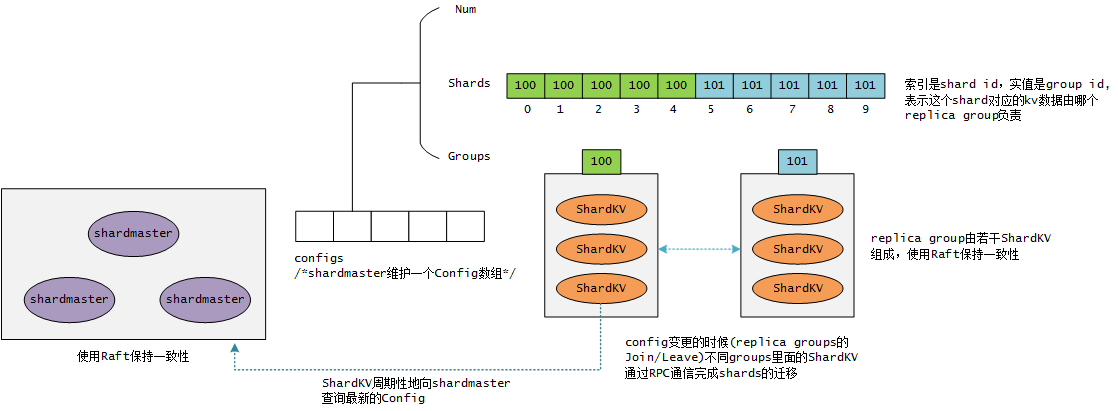 Num
Shards
100 100 100 100 100 101 101 101 101 101
0 1 2 3 4 5 6 7 8 9
索引是shard id，实值是group id,
表示这个shard对应的kv数据由哪个
replica group负责
Groups
100
101
shardmaster
shardmaster
shardmaster
使用Raft保持一致性
configs
/*shardmaster维护一个Config数组*/
ShardKV
ShardKV
ShardKV
ShardKV
ShardKV
ShardKV
replica group由若干ShardKV
组成，使用Raft保持一致性
config变更的时候(replica groups的
Join/Leave)不同groups里面的ShardKV
通过RPC通信完成shards的迁移
ShardKV周期性地向shardmaster
查询最新的Config